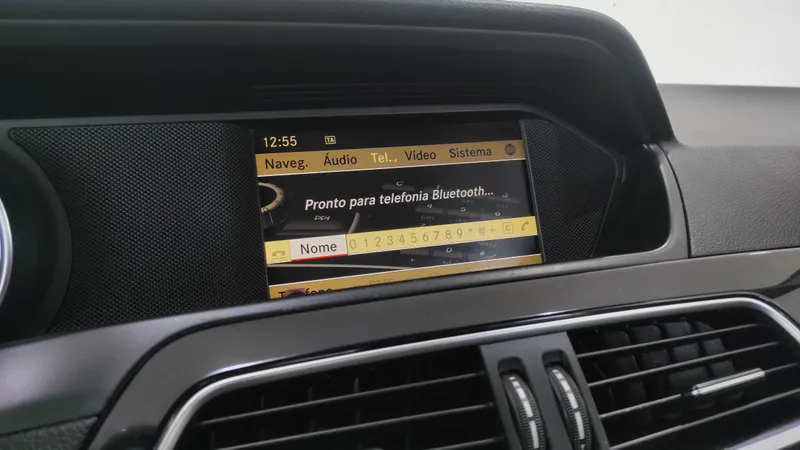 12:55 TA
Naveg. Áudio Tel.. Vídeo Sistema
Pronto para telefonia Bluetooth...
Nome 0 1 2 3 4 5 6 7 8 9 * # +